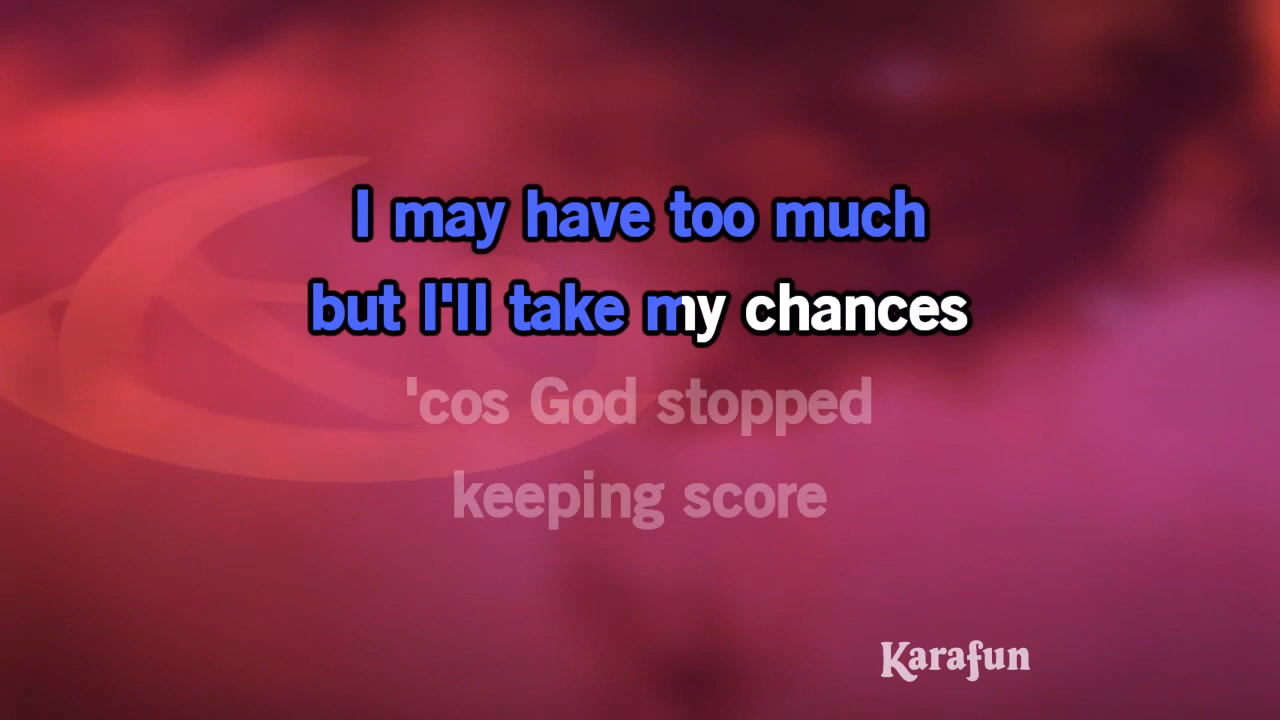 I may have too much
but I'll take my chances
'cos God stopped
keeping score
Karafun